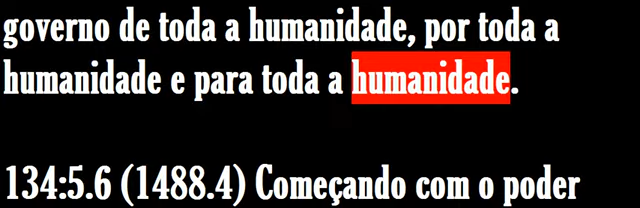 governo de toda a humanidade, por toda a
humanidade e para toda a humanidade.
134:5.6 (1488.4) Começando com o poder